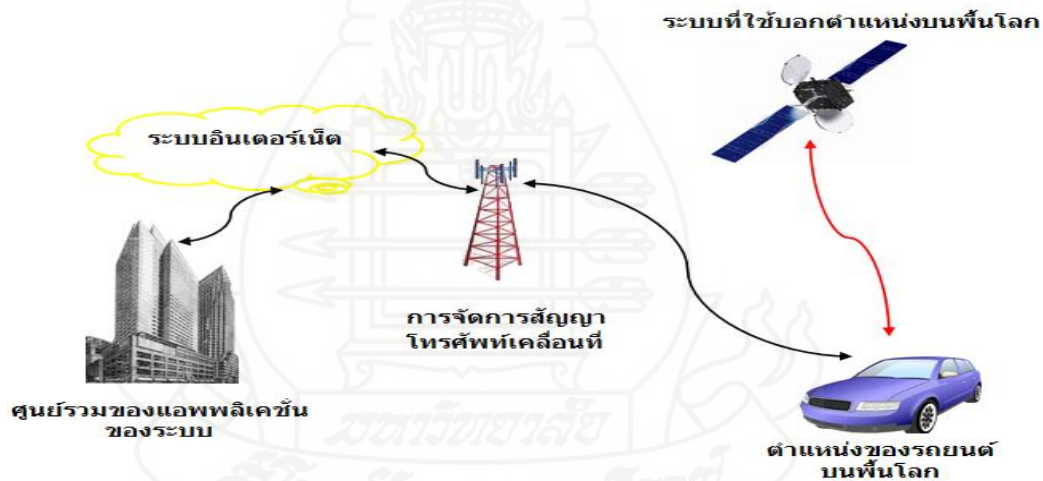 ระบบที่ใช้บอกตำแหน่งบนพื้นโลก
ระบบอินเตอร์เน็ต
การจัดการสัญญา
โทรศัพท์เคลื่อนที่
ศูนย์รวมของแอพพลิเคชั่น
ของระบบ
ตำแหน่งของรถยนต์
บนพื้นโลก